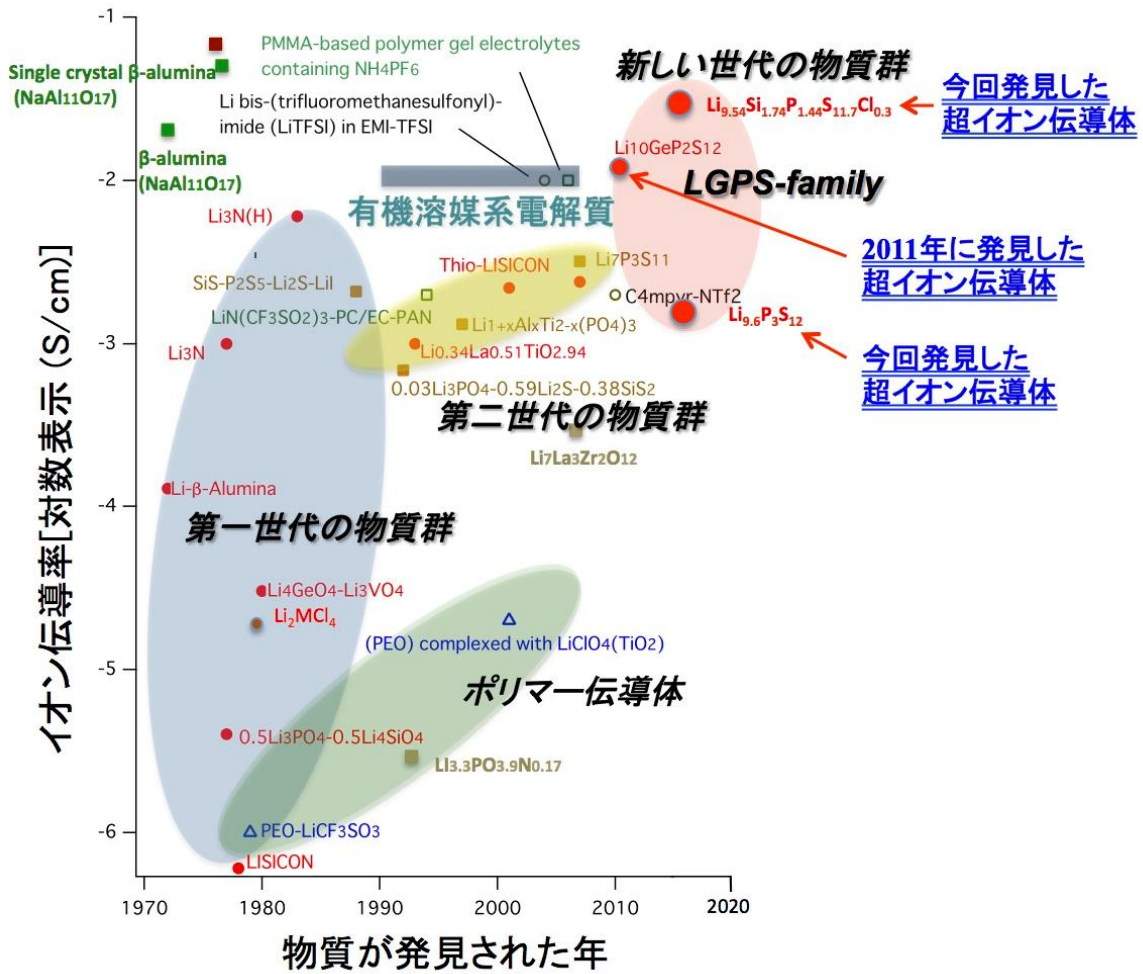 -1
-2
-3
-4
-5
-6
イオン伝導率[対数表示 (S/cm)]
Single crystal β-alumina
(NaAl11O17)
β-alumina
(NaAl11O17)
PMMA-based polymer gel electrolytes
containing NH4PF6
Li bis-(trifluoromethanesulfonyl)-
imide (LiTFSI) in EMI-TFSI
新しい世代の物質群
Li9.54Si1.74P1.44S11.7Cl0.3
今回発見した
超イオン伝導体
Li10GeP2S12
LGPS-family
有機溶媒系電解質
Li3N(H)
2011年に発見した
超イオン伝導体
SiS-P2S5-Li2S-LiI
Thio-LISICON
Li7P3S11
LiN(CF3SO2)3-PC/EC-PAN
C4mpyr-NTf2
Li9.6P3S12
Li1+xAlxTi2-x(PO4)3
Li3N
Li0.34La0.51TiO2.94
今回発見した
超イオン伝導体
0.03Li3PO4-0.59Li2S-0.38SiS2
第二世代の物質群
Li7La3Zr2O12
Li-β-Alumina
第一世代の物質群
Li4GeO4-Li3VO4
Li2MCl4
(PEO) complexed with LiClO4(TiO2)
ポリマー伝導体
0.5Li3PO4-0.5Li4SiO4
LI3.3PO3.9N0.17
PEO-LiCF3SO3
LISICON
1970 1980 1990 2000 2010 2020
物質が発見された年